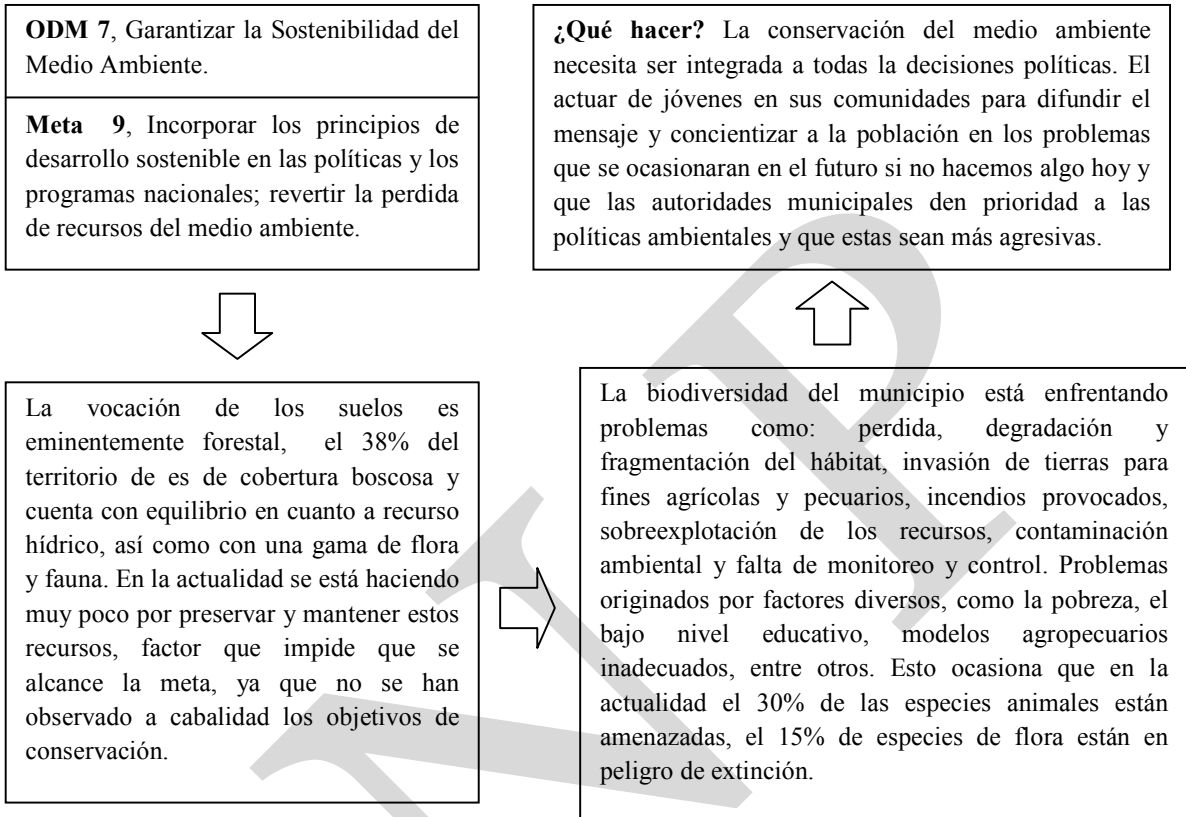 ODM 7, Garantizar la Sostenibilidad del
Medio Ambiente.
Meta 9, Incorporar los principios de
desarrollo sostenible en las políticas y los
programas nacionales; revertir la perdida
de recursos del medio ambiente.
La vocación de los suelos es
eminentemente forestal, el 38% del
territorio de es de cobertura boscosa y
cuenta con equilibrio en cuanto a recurso
hídrico, así como con una gama de flora
y fauna. En la actualidad se está haciendo
muy poco por preservar y mantener estos
recursos, factor que impide que se
alcance la meta, ya que no se han
observado a cabalidad los objetivos de
conservación.
La biodiversidad del municipio está enfrentando
problemas como: perdida, degradación y
fragmentación del hábitat, invasión de tierras para
fines agrícolas y pecuarios, incendios provocados,
sobreexplotación de los recursos, contaminación
ambiental y falta de monitoreo y control. Problemas
originados por factores diversos, como la pobreza, el
bajo nivel educativo, modelos agropecuarios
inadecuados, entre otros. Esto ocasiona que en la
actualidad el 30% de las especies animales están
amenazadas, el 15% de especies de flora están en
peligro de extinción.
¿Qué hacer? La conservación del medio ambiente
necesita ser integrada a todas la decisiones políticas. El
actuar de jóvenes en sus comunidades para difundir el
mensaje y concientizar a la población en los problemas
que se ocasionaran en el futuro si no hacemos algo hoy y
que las autoridades municipales den prioridad a las
políticas ambientales y que estas sean más agresivas.
N P